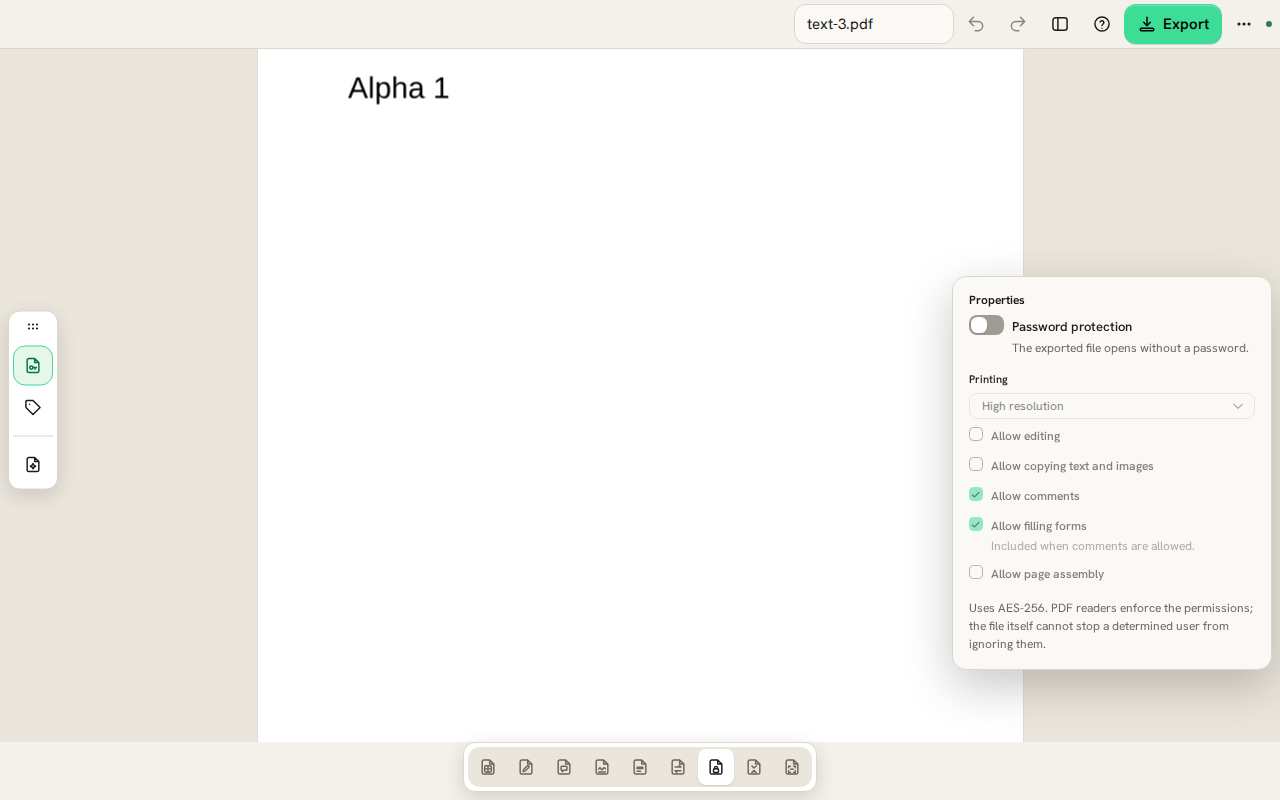 text-3.pdf
Export
Alpha 1
Properties
Password protection
The exported file opens without a password.
Printing
High resolution
Allow editing
Allow copying text and images
Allow comments
Allow filling forms
Included when comments are allowed.
Allow page assembly
Uses AES-256. PDF readers enforce the permissions;
the file itself cannot stop a determined user from
ignoring them.